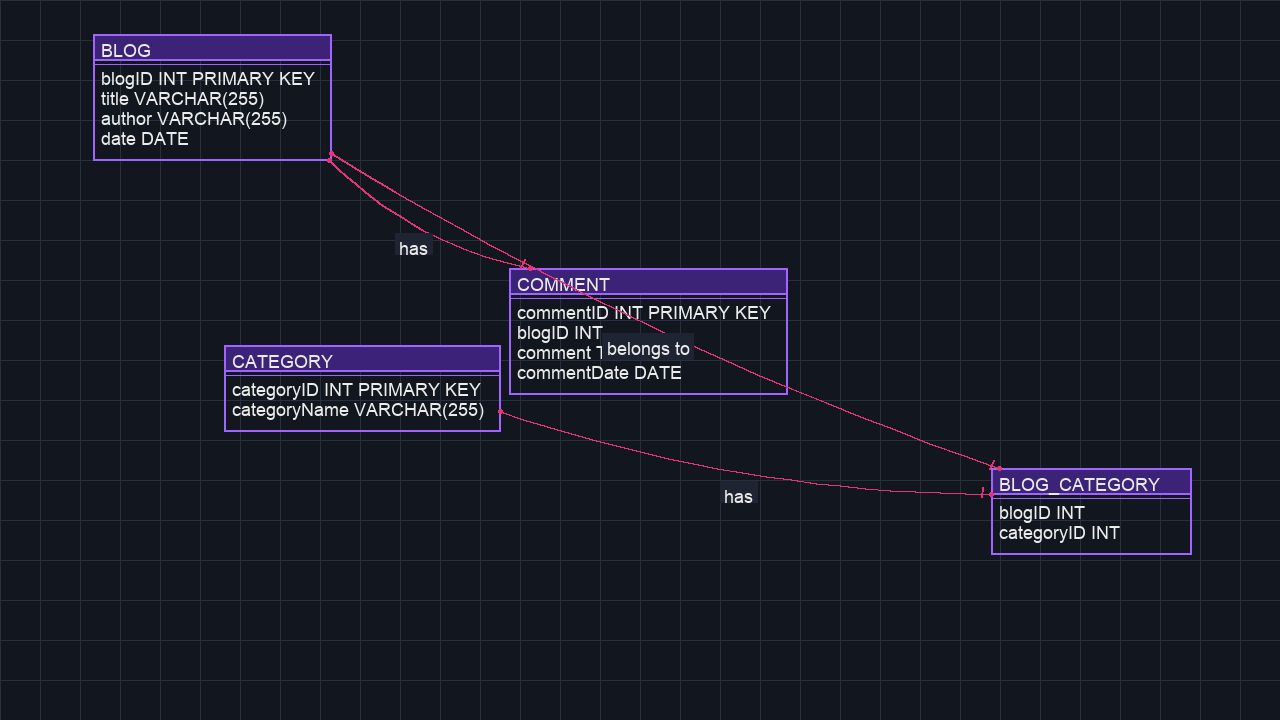 BLOG
blogID INT PRIMARY KEY
title VARCHAR(255)
author VARCHAR(255)
date DATE
has
COMMENT
commentID INT PRIMARY KEY
blogID INT
comment
belongs to
commentDate DATE
CATEGORY
categoryID INT PRIMARY KEY
categoryName VARCHAR(255)
has
BLOG_CATEGORY
blogID INT
categoryID INT